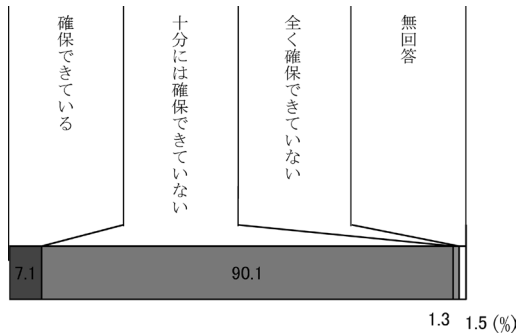 確保できている
十分には確保できていない
全く確保できていない
無回答
7.1
90.1
1.3
1.5 (%)